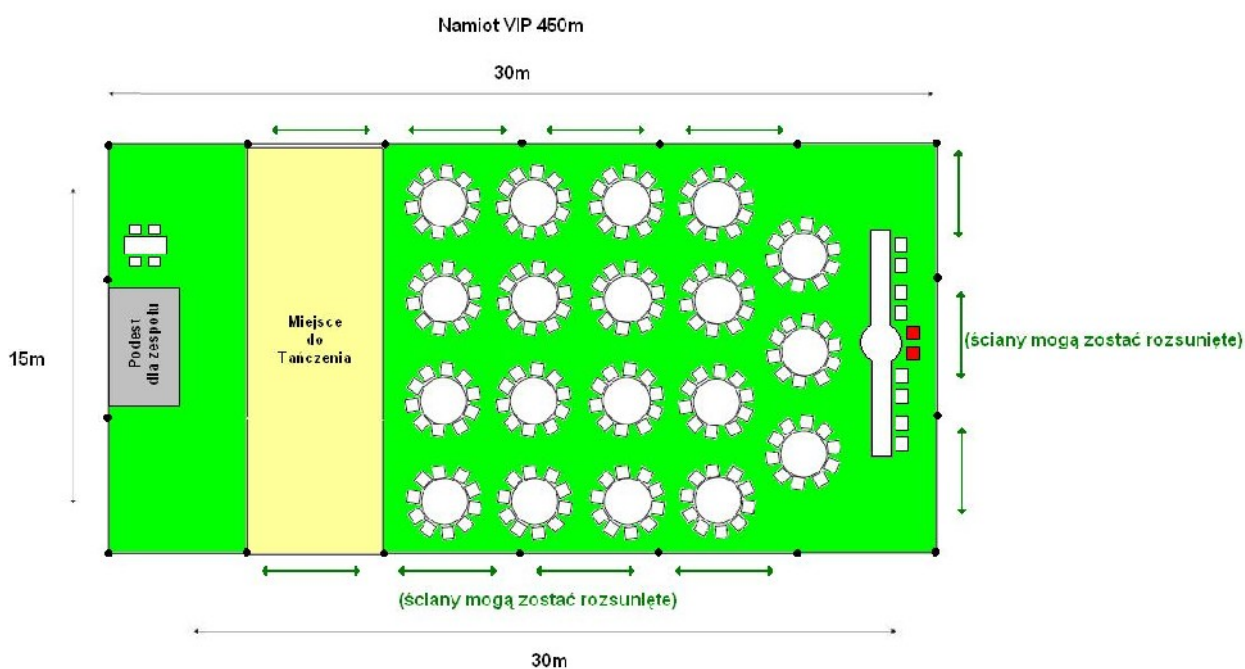 Namiot VIP 450m
30m
15m
Podest
dla zespołu
Miejsce
do
Tańczenia
(ściany mogą zostać rozsunięte)
(ściany mogą zostać rozsunięte)
30m